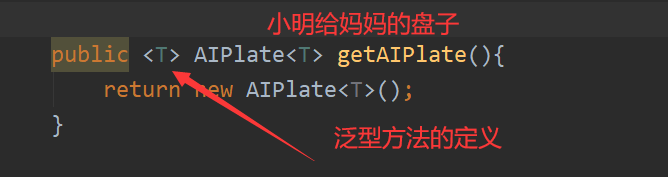 小明给妈妈的盘子
public <T> AIPlate<T> getAIPlate(){
return new AIPlate<T>();
}
泛型方法的定义